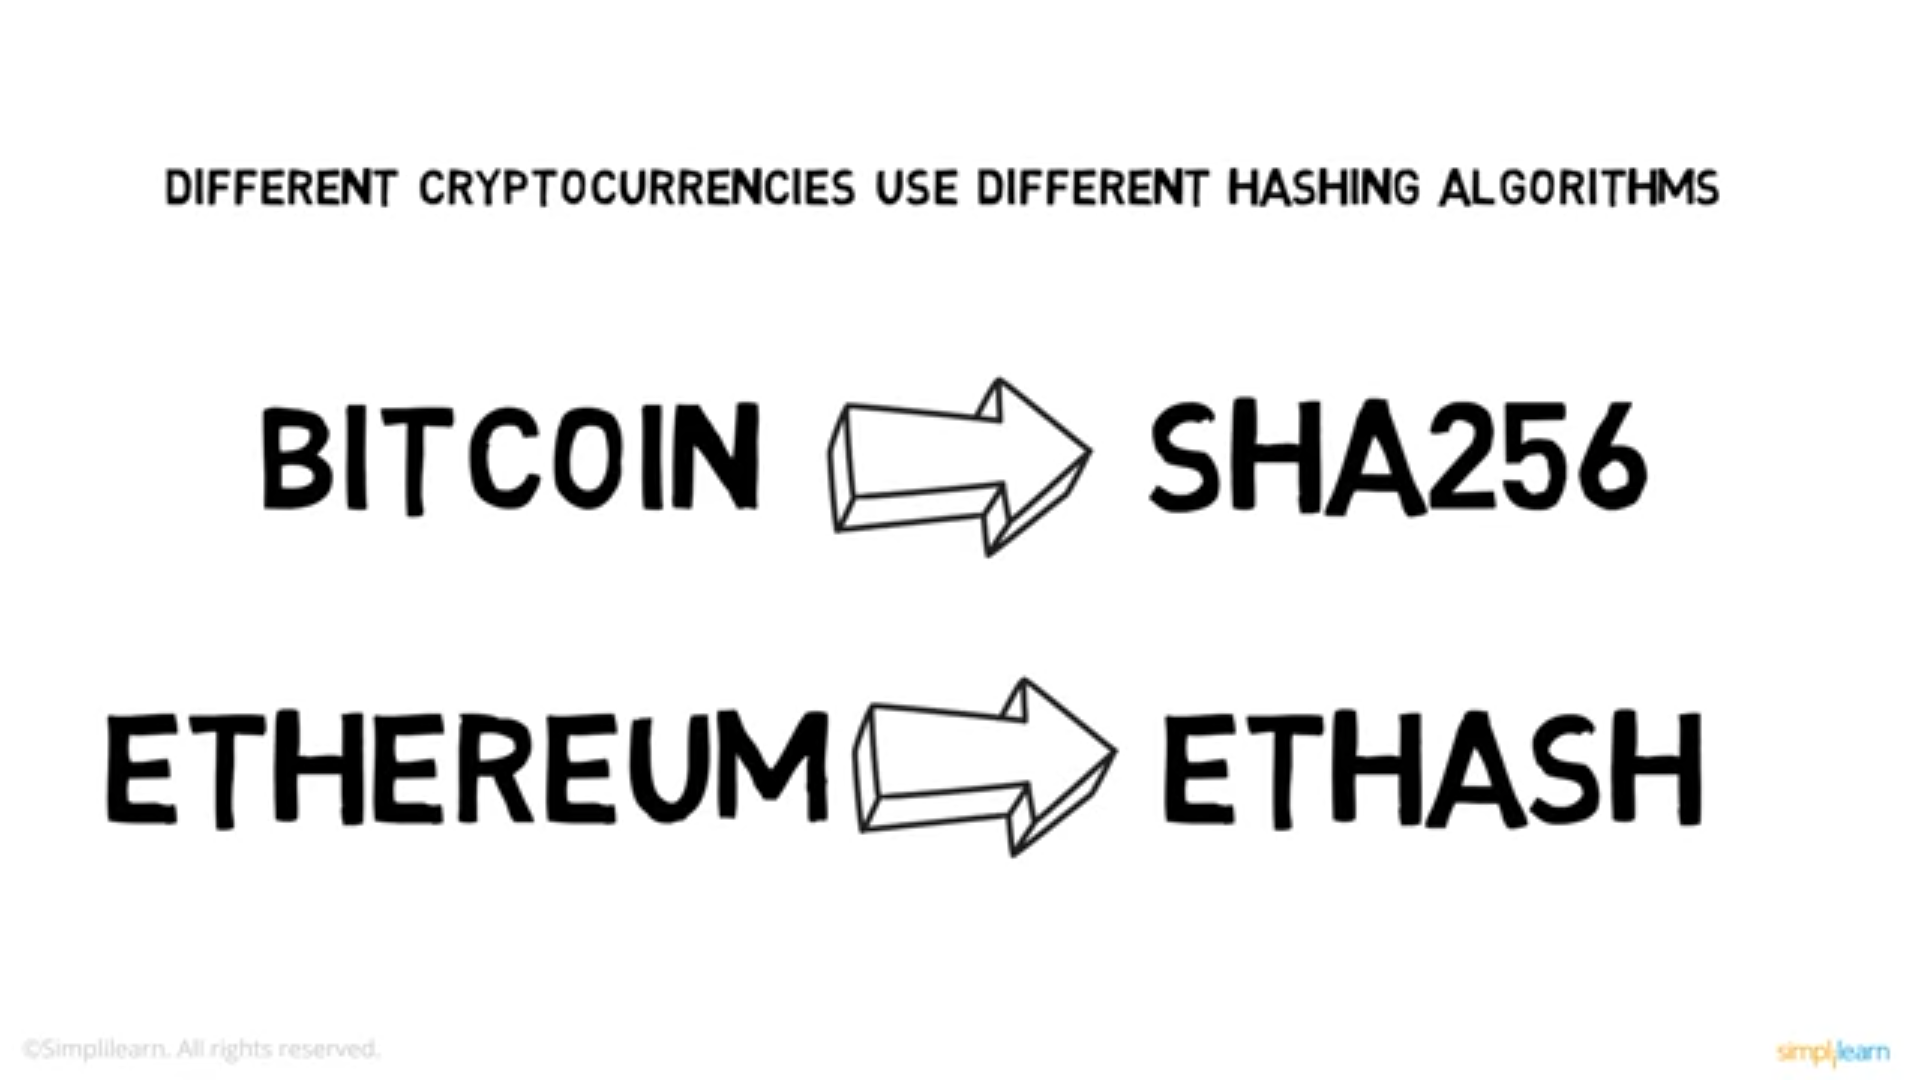 DIFFERENT CRYPTOCURRENCIES USE DIFFERENT HASHING ALGORITHMS
BITCOIN SHA256
ETHEREUM ETHASH
©Simplilearn. All rights reserved.
simplilearn